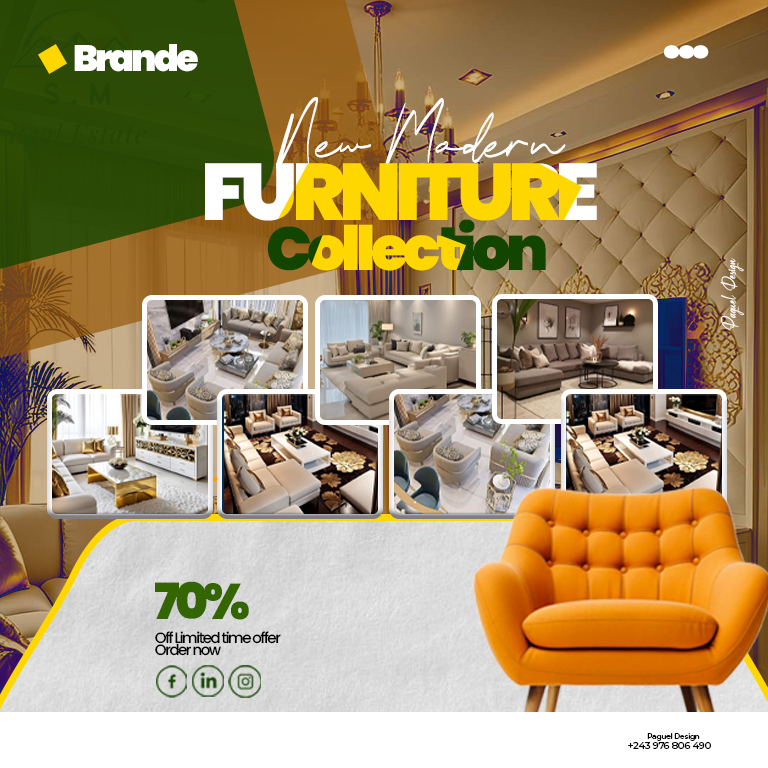 Brande
S.M
New Modern
FURNITURE
Collection
Paguel Design
70%
Off Limited time offer
Order now
Paguel Design
+243 976 806 490